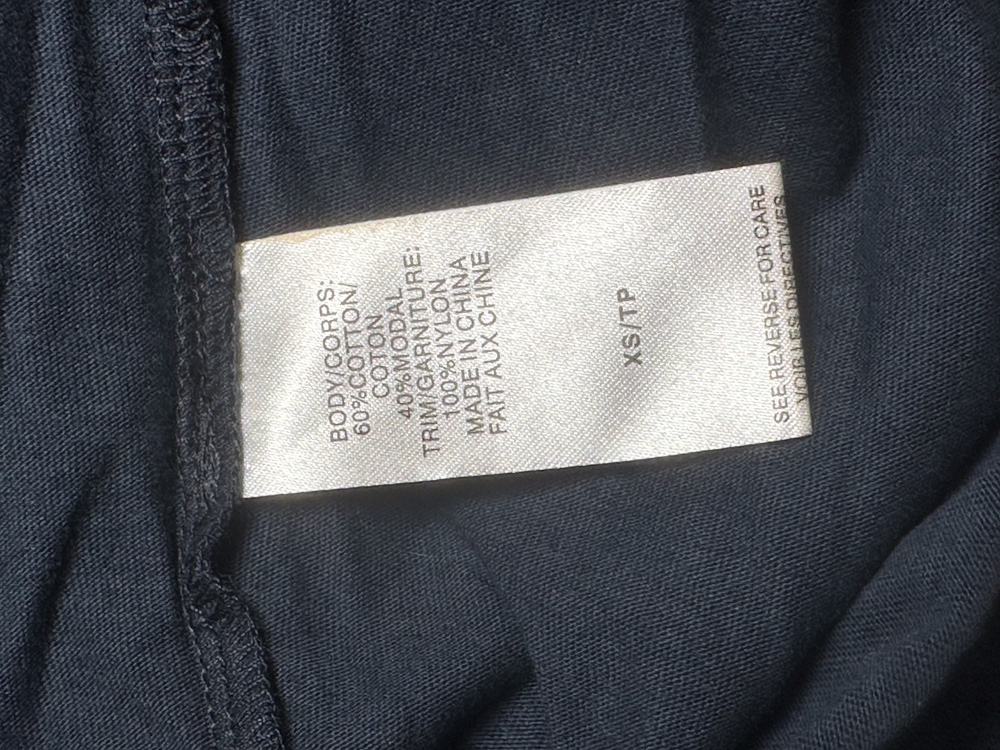 BODY/CORPS:
60%COTTON/
COTON
40%MODAL
TRIM/GARNITURE:
100%NYLON
MADE IN CHINA
FAIT AUX CHINE
XS/TP
SEE REVERSE FOR CARE
VOIR LES DIRECTIVES